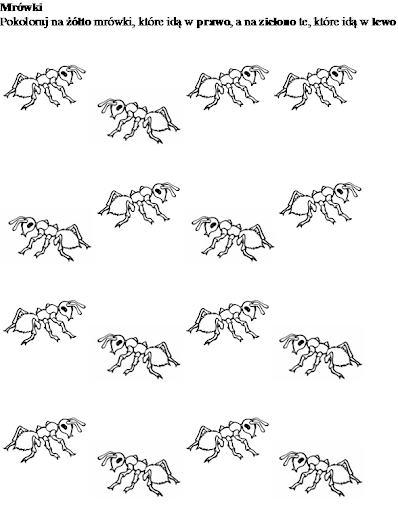 Mrówki
Pokoloruj na żółto mrówki, które idą w prawo, a na zielono te, które idą w lewo